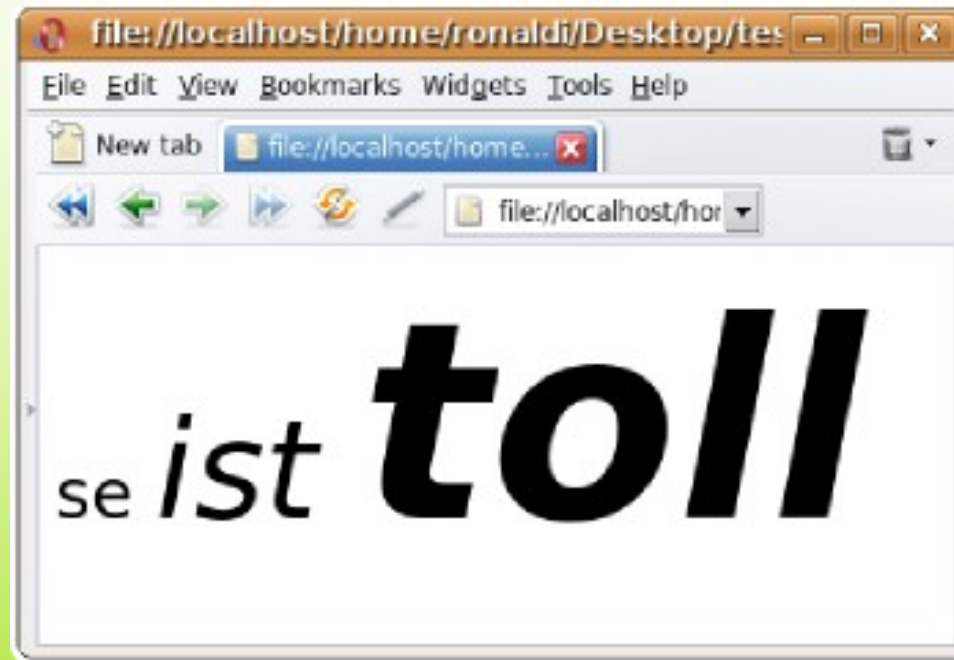 file://localhost/home/ronaldi/Desktop/tes
File Edit View Bookmarks Widgets Tools Help
New tab file://localhost/home...
file://localhost/hor
se ist toll